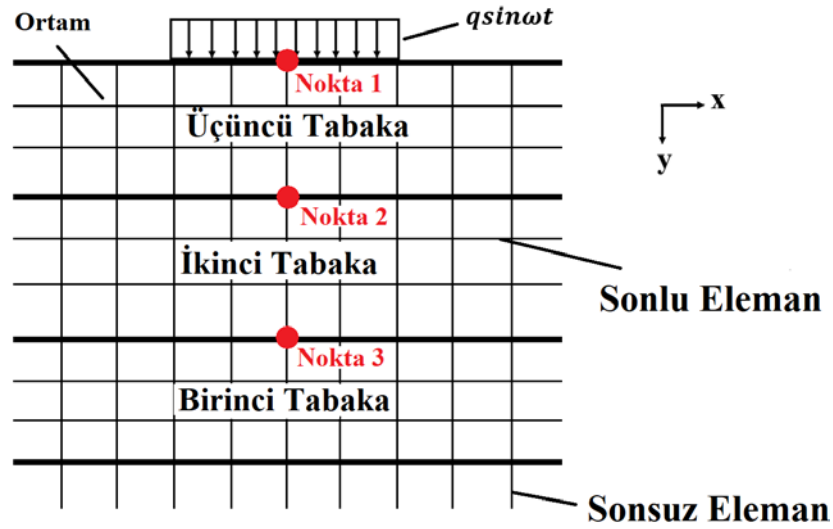 Ortam
qsinωt
Nokta 1
x
Üçüncü Tabaka
y
Nokta 2
İkinci Tabaka
Sonlu Eleman
Nokta 3
Birinci Tabaka
Sonsuz Eleman